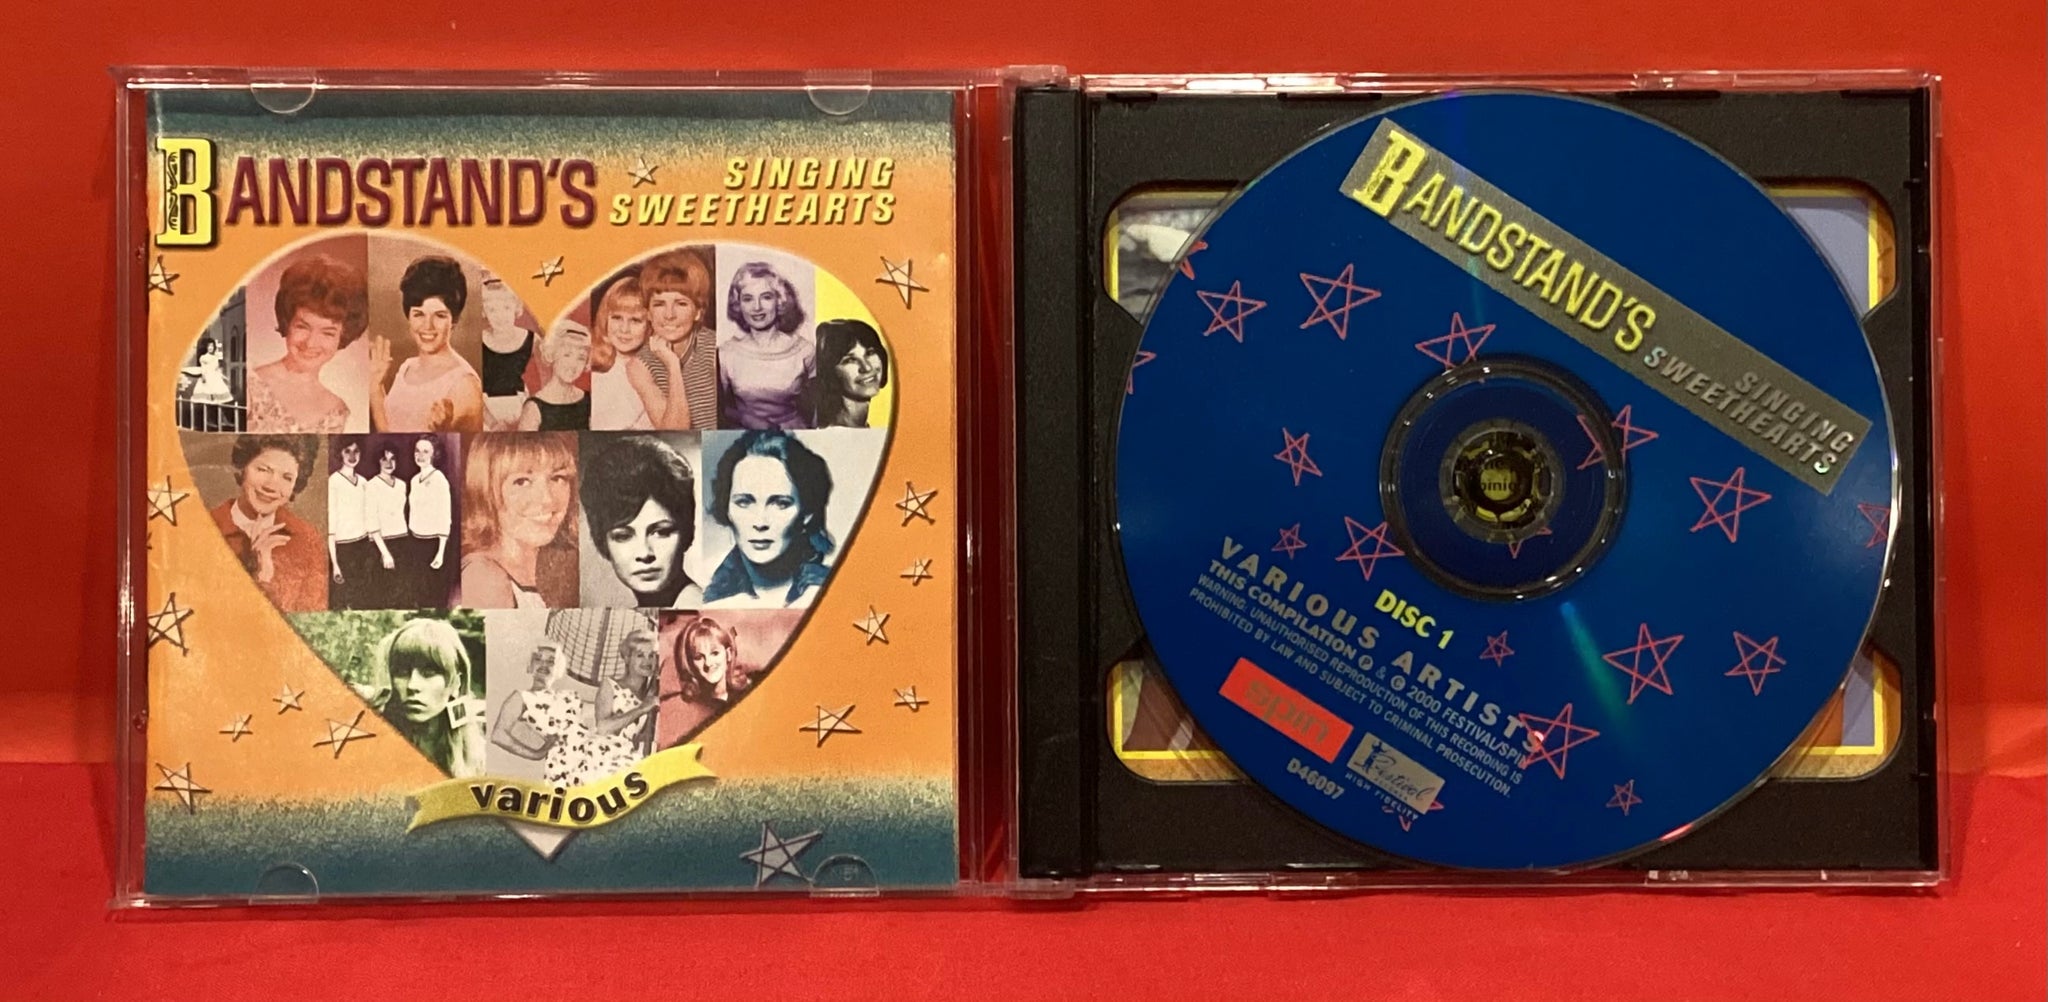 BANDSTAND'S
SINGING
SWEETHEARTS
various
BANDSTAND'S
SINGING
SWEETHEARTS
DISC 1
VARIOUS ARTISTS
THIS COMPILATION ℗ & © 2000 FESTIVAL/SPIN
WARNING: UNAUTHORISED REPRODUCTION OF THIS RECORDING IS
PROHIBITED BY LAW AND SUBJECT TO CRIMINAL PROSECUTION.
spin
Festival
HIGH FIDELITY
D46097